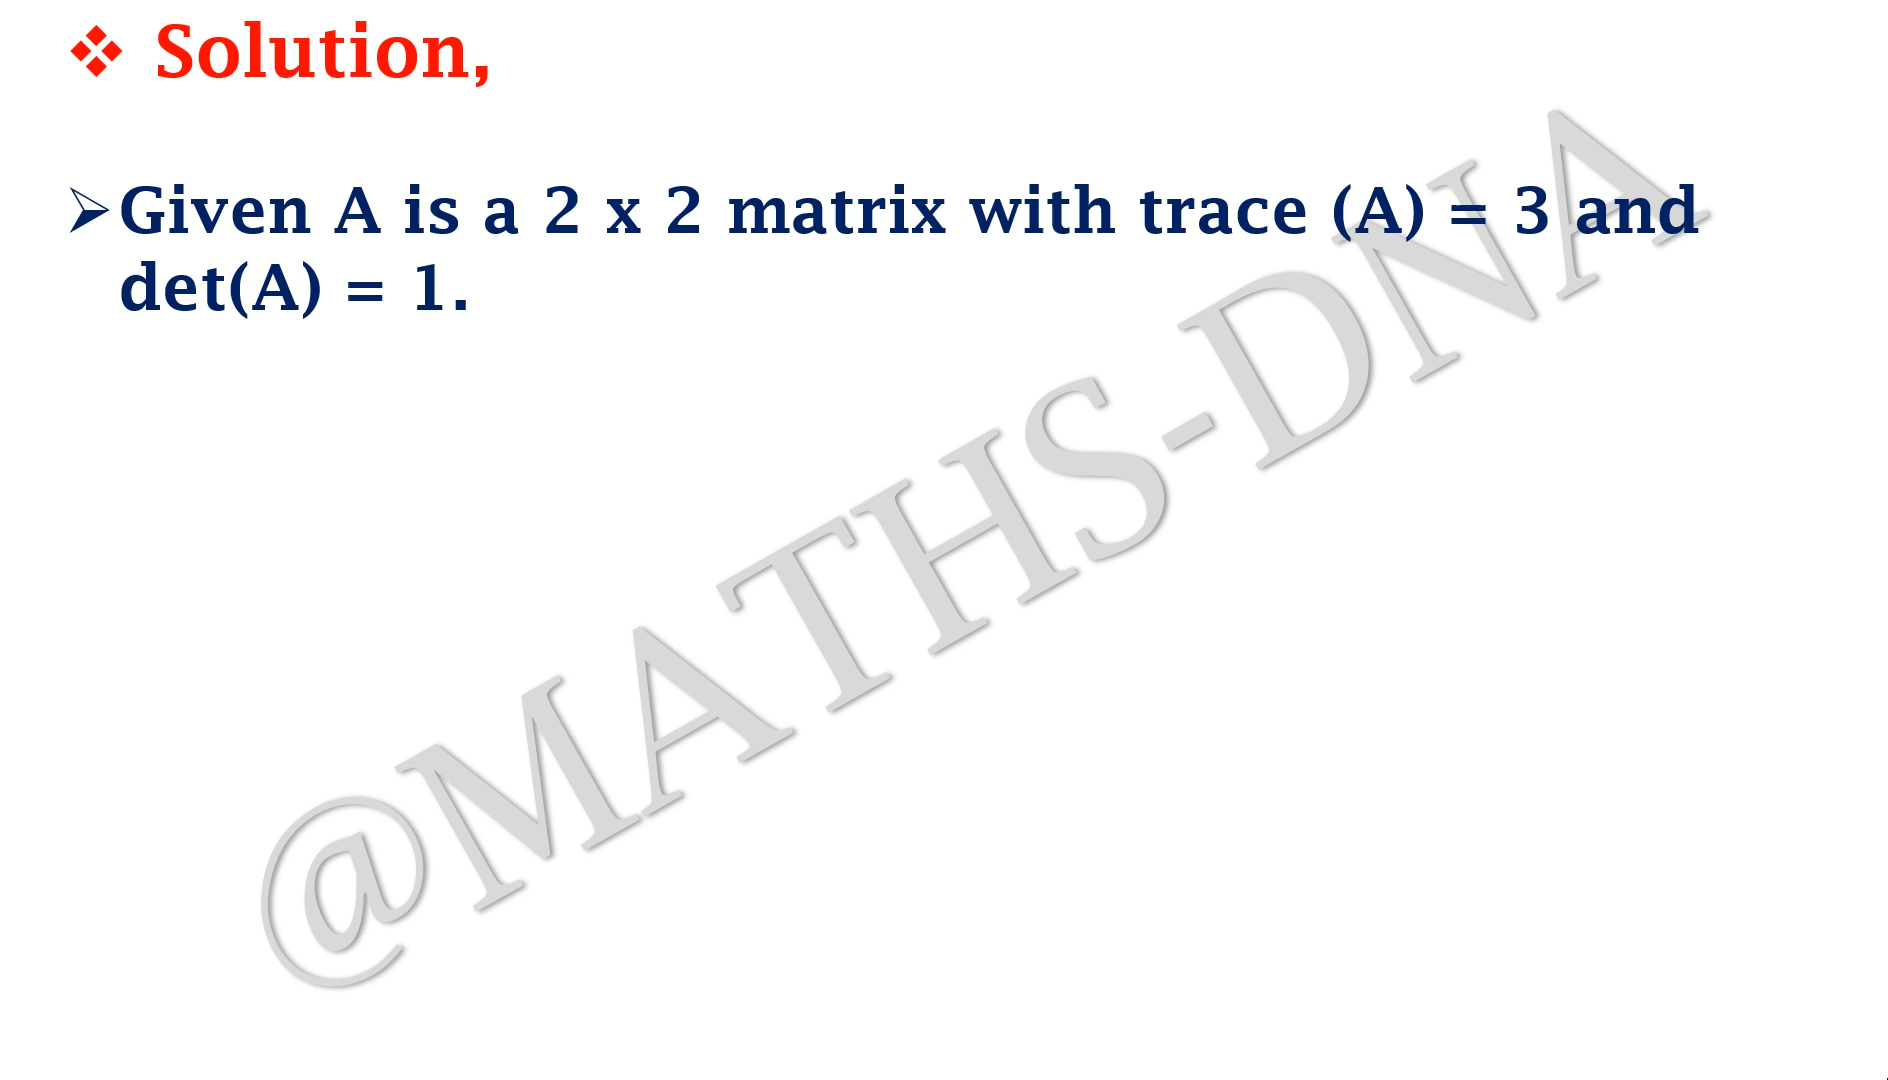 ❖ Solution,
➢Given A is a 2 x 2 matrix with trace (A) = 3 and
det(A) = 1.
@MATHS-DNA